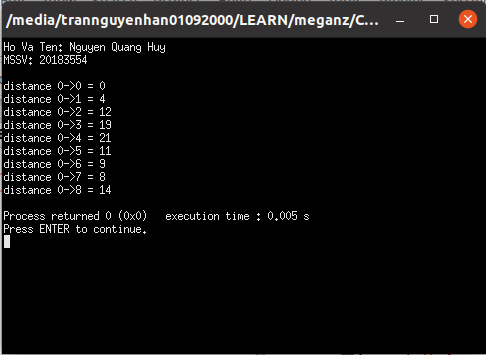 /media/trannguyenhan01092000/LEARN/meganz/C...
Ho Va Ten: Nguyen Quang Huy
MSSV: 20183554
distance 0->0 = 0
distance 0->1 = 4
distance 0->2 = 12
distance 0->3 = 19
distance 0->4 = 21
distance 0->5 = 11
distance 0->6 = 9
distance 0->7 = 8
distance 0->8 = 14
Process returned 0 (0x0)   execution time : 0.005 s
Press ENTER to continue.